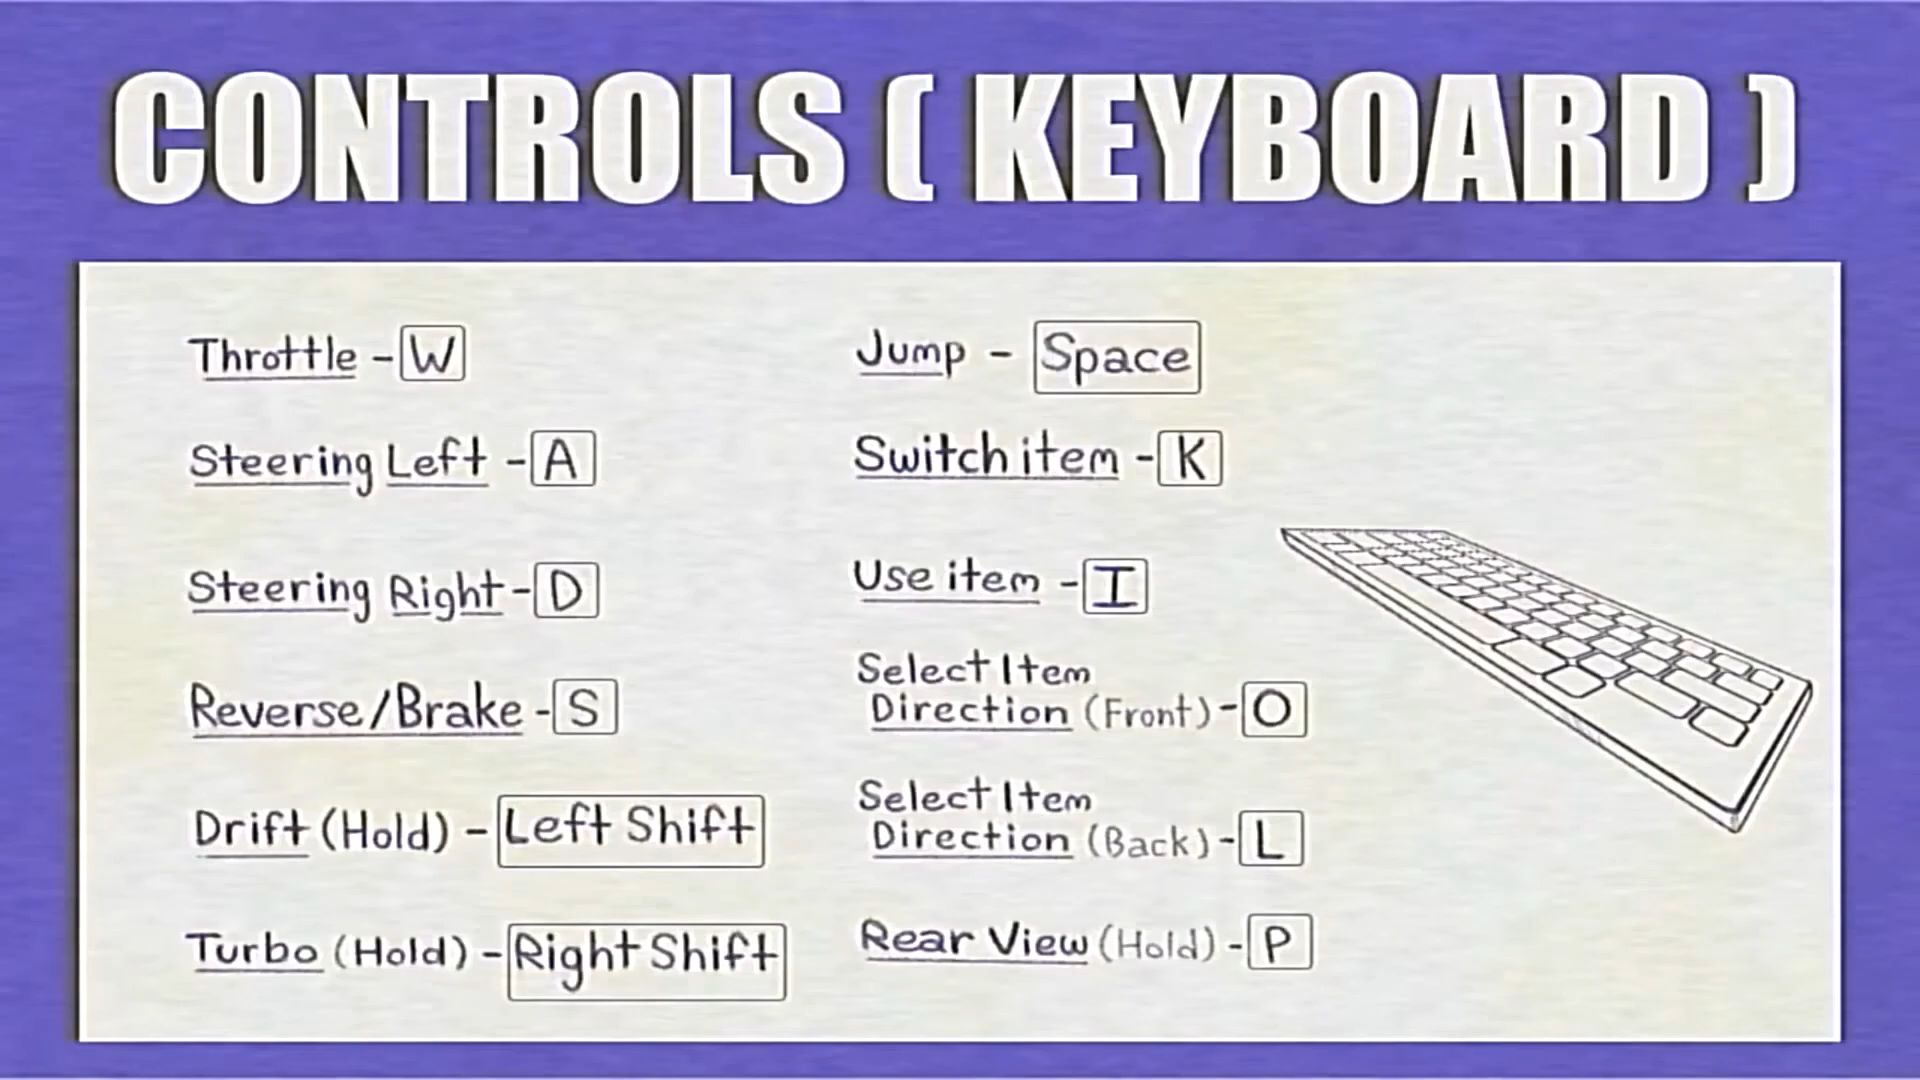 CONTROLS ( KEYBOARD )
Throttle - W
Steering Left - A
Steering Right - D
Reverse/Brake - S
Drift (Hold) - Left Shift
Turbo (Hold) - Right Shift
Jump - Space
Switch item - K
Use item - I
Select Item
Direction (Front) - O
Select Item
Direction (Back) - L
Rear View (Hold) - P